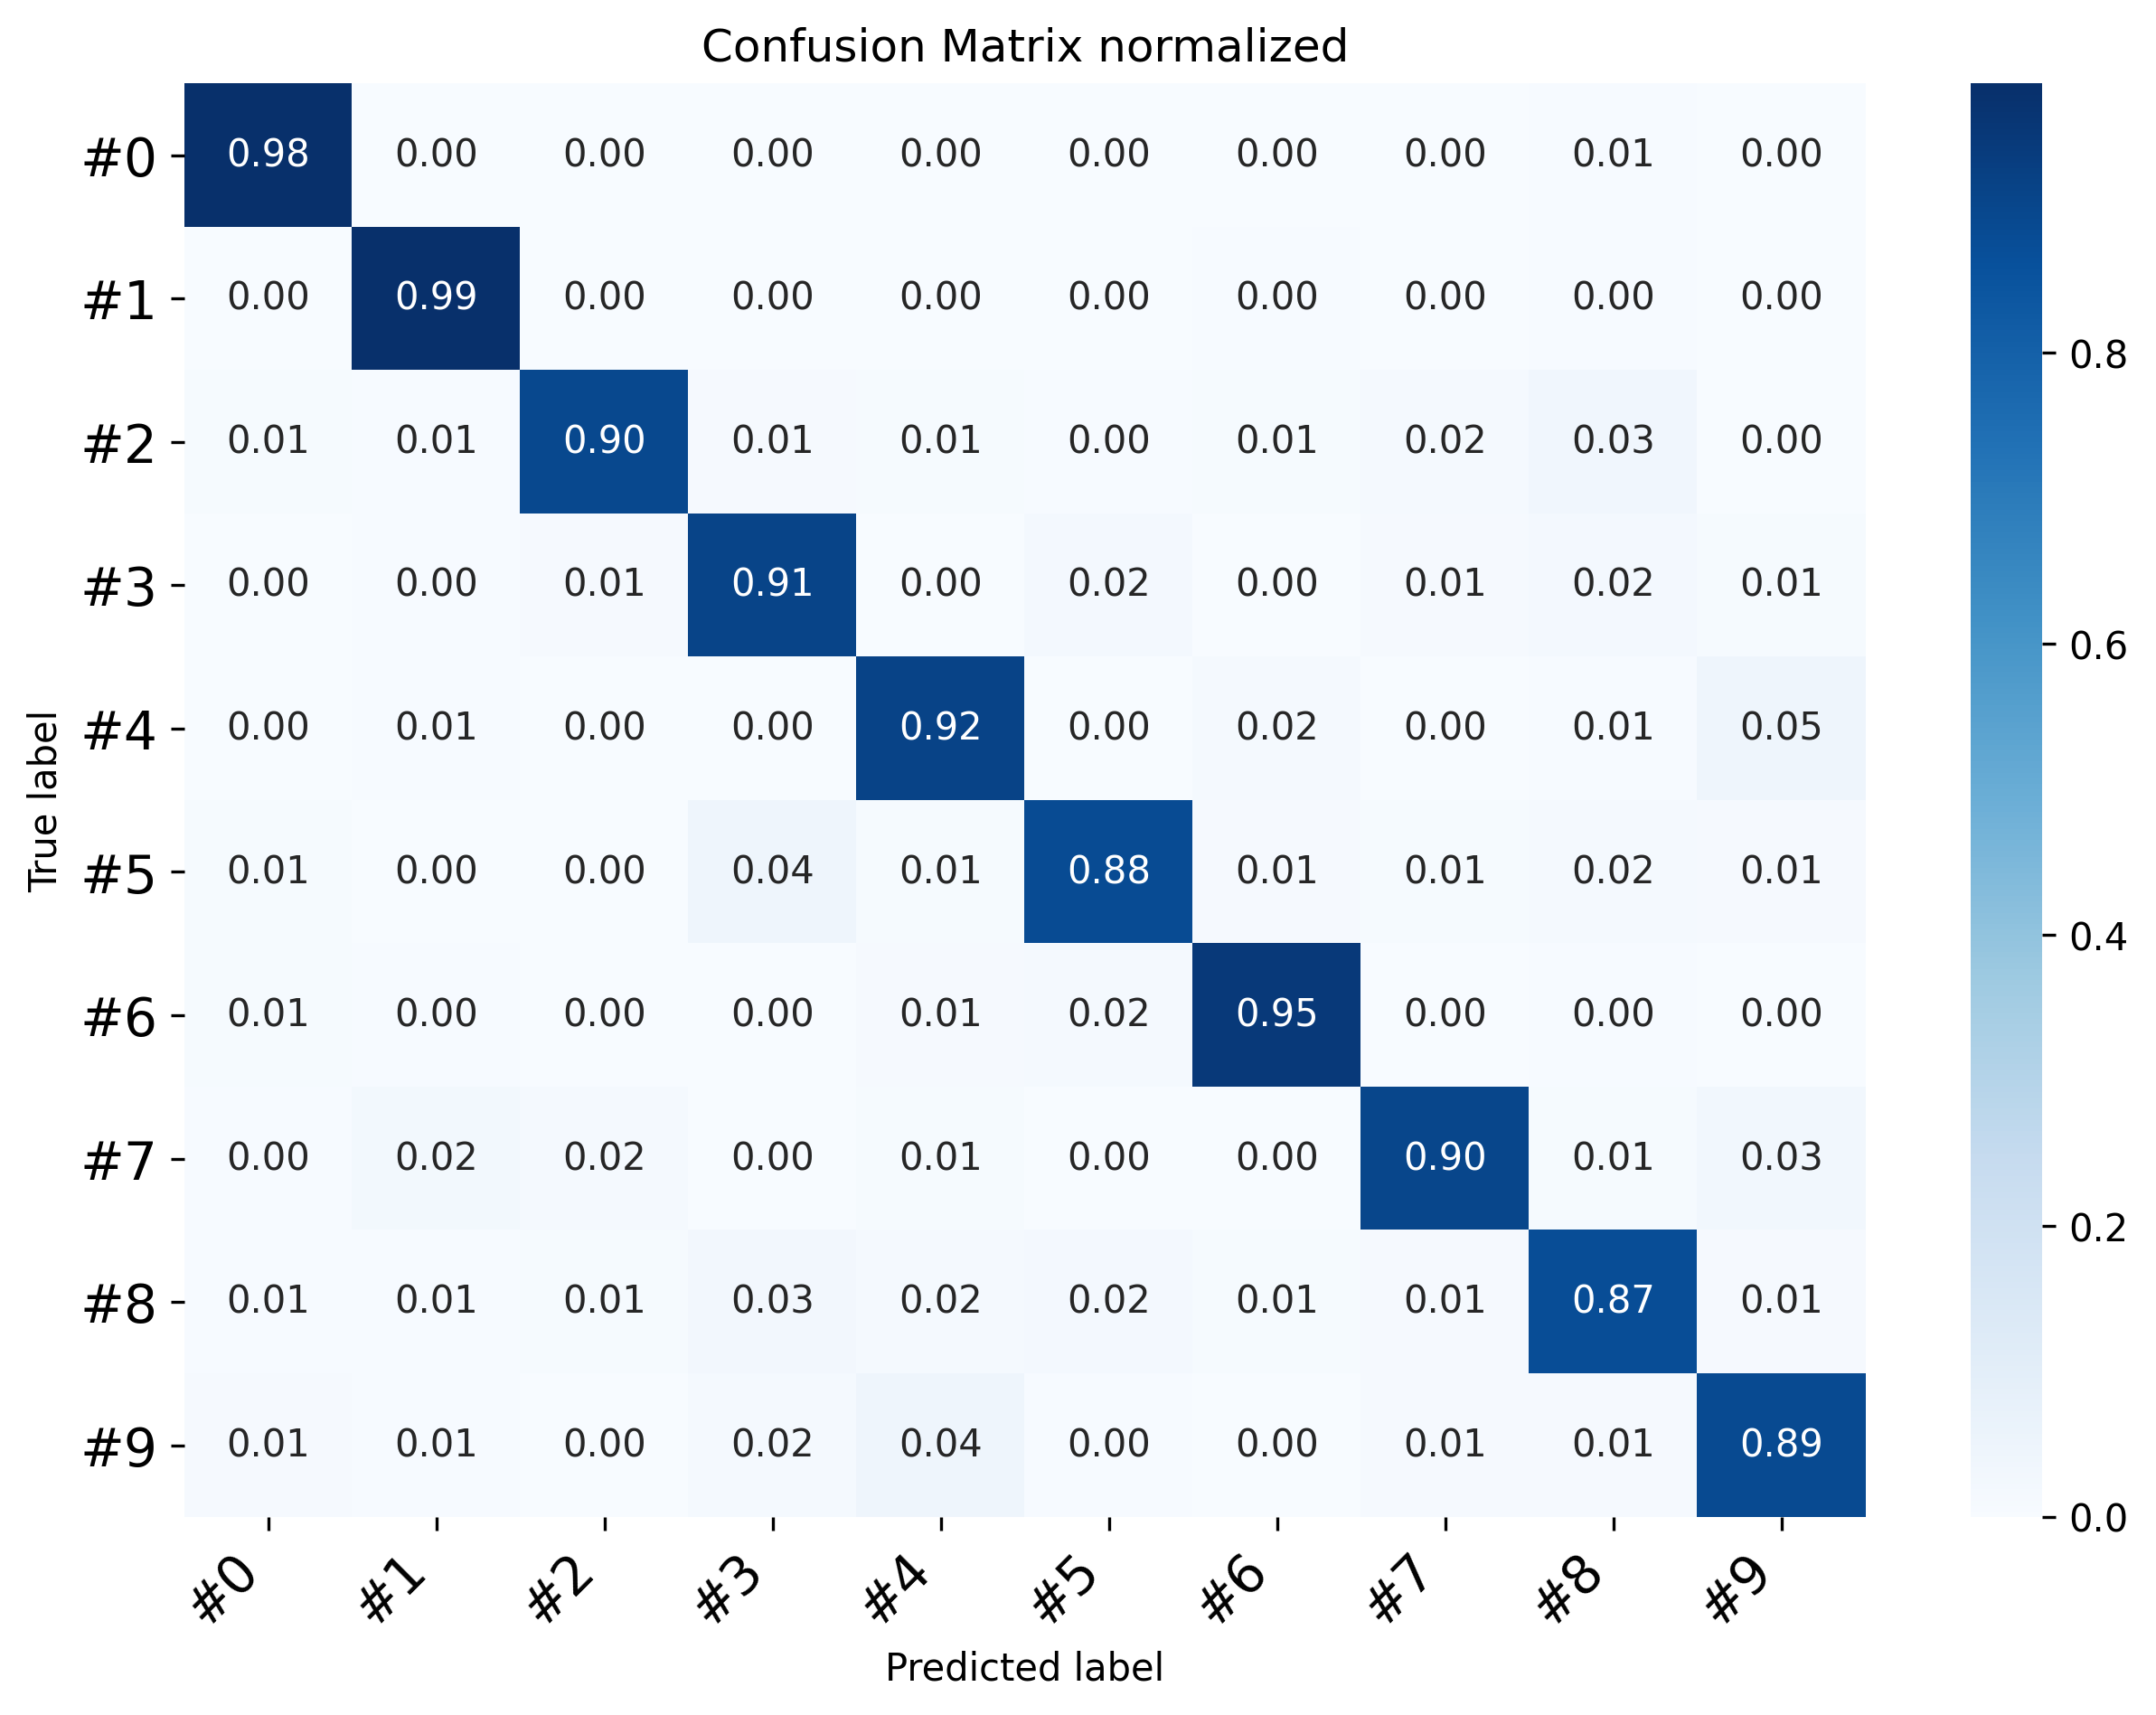 Confusion Matrix normalized
#0 0.98 0.00 0.00 0.00 0.00 0.00 0.00 0.00 0.01 0.00
#1 0.00 0.99 0.00 0.00 0.00 0.00 0.00 0.00 0.00 0.00
#2 0.01 0.01 0.90 0.01 0.01 0.00 0.01 0.02 0.03 0.00
#3 0.00 0.00 0.01 0.91 0.00 0.02 0.00 0.01 0.02 0.01
#4 0.00 0.01 0.00 0.00 0.92 0.00 0.02 0.00 0.01 0.05
#5 0.01 0.00 0.00 0.04 0.01 0.88 0.01 0.01 0.02 0.01
#6 0.01 0.00 0.00 0.00 0.01 0.02 0.95 0.00 0.00 0.00
#7 0.00 0.02 0.02 0.00 0.01 0.00 0.00 0.90 0.01 0.03
#8 0.01 0.01 0.01 0.03 0.02 0.02 0.01 0.01 0.87 0.01
#9 0.01 0.01 0.00 0.02 0.04 0.00 0.00 0.01 0.01 0.89
#0 #1 #2 #3 #4 #5 #6 #7 #8 #9
Predicted label
True label
0.8
0.6
0.4
0.2
0.0